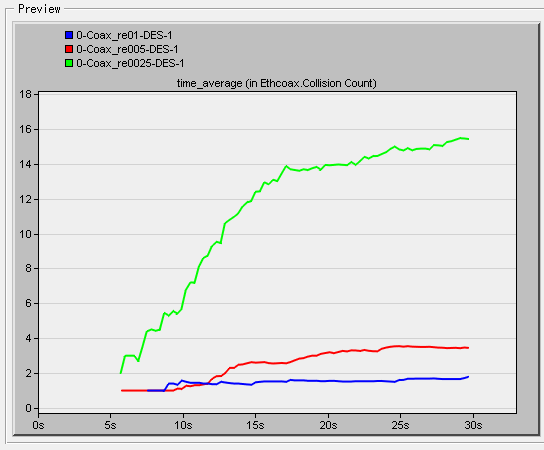 Preview
0-Coax_re01-DES-1
0-Coax_re005-DES-1
0-Coax_re0025-DES-1
time_average (in Ethcoax.Collision Count)
18
16
14
12
10
8
6
4
2
0
0s 5s 10s 15s 20s 25s 30s